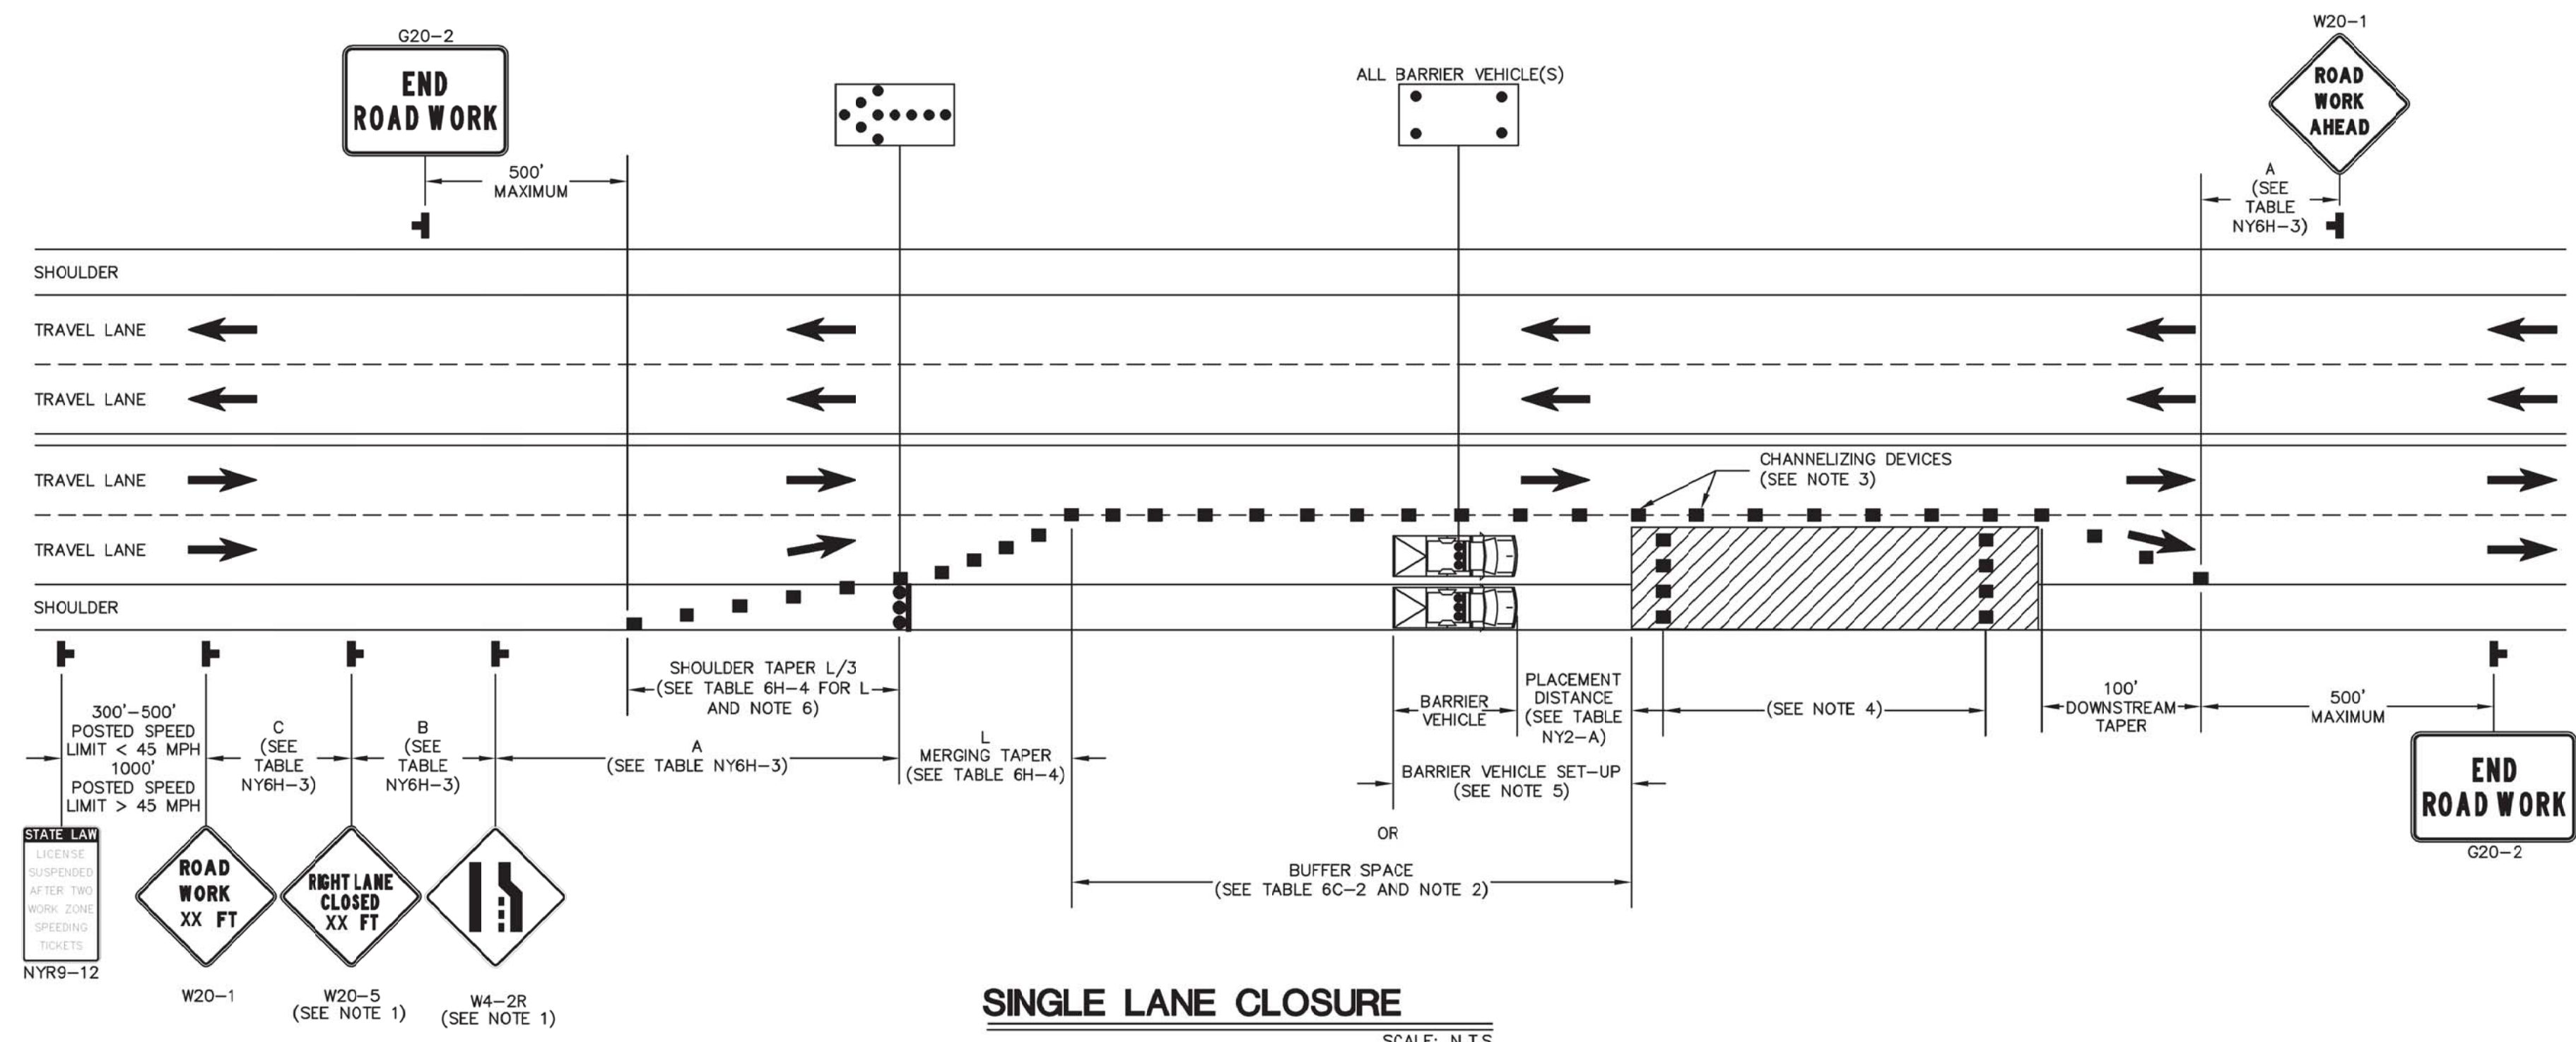 G20-2
END
ROAD WORK
500'
MAXIMUM
ALL BARRIER VEHICLE(S)
W20-1
ROAD
WORK
AHEAD
A
(SEE
TABLE
NY6H-3)
SHOULDER
TRAVEL LANE
TRAVEL LANE
TRAVEL LANE
TRAVEL LANE
SHOULDER
CHANNELIZING DEVICES
(SEE NOTE 3)
300'-500'
POSTED SPEED
LIMIT < 45 MPH
1000'
POSTED SPEED
LIMIT > 45 MPH
C
(SEE
TABLE
NY6H-3)
B
(SEE
TABLE
NY6H-3)
SHOULDER TAPER L/3
(SEE TABLE 6H-4 FOR L
AND NOTE 6)
A
(SEE TABLE NY6H-3)
L
MERGING TAPER
(SEE TABLE 6H-4)
BARRIER
VEHICLE
PLACEMENT
DISTANCE
(SEE TABLE
NY2-A)
(SEE NOTE 4)
100'
DOWNSTREAM
TAPER
500'
MAXIMUM
BARRIER VEHICLE SET-UP
(SEE NOTE 5)
OR
BUFFER SPACE
(SEE TABLE 6C-2 AND NOTE 2)
END
ROAD WORK
G20-2
STATE LAW
LICENSE
SUSPENDED
AFTER TWO
WORK ZONE
SPEEDING
TICKETS
NYR9-12
ROAD
WORK
XX FT
W20-1
RIGHT LANE
CLOSED
XX FT
W20-5
(SEE NOTE 1)
W4-2R
(SEE NOTE 1)
SINGLE LANE CLOSURE
SCALE: N.T.S